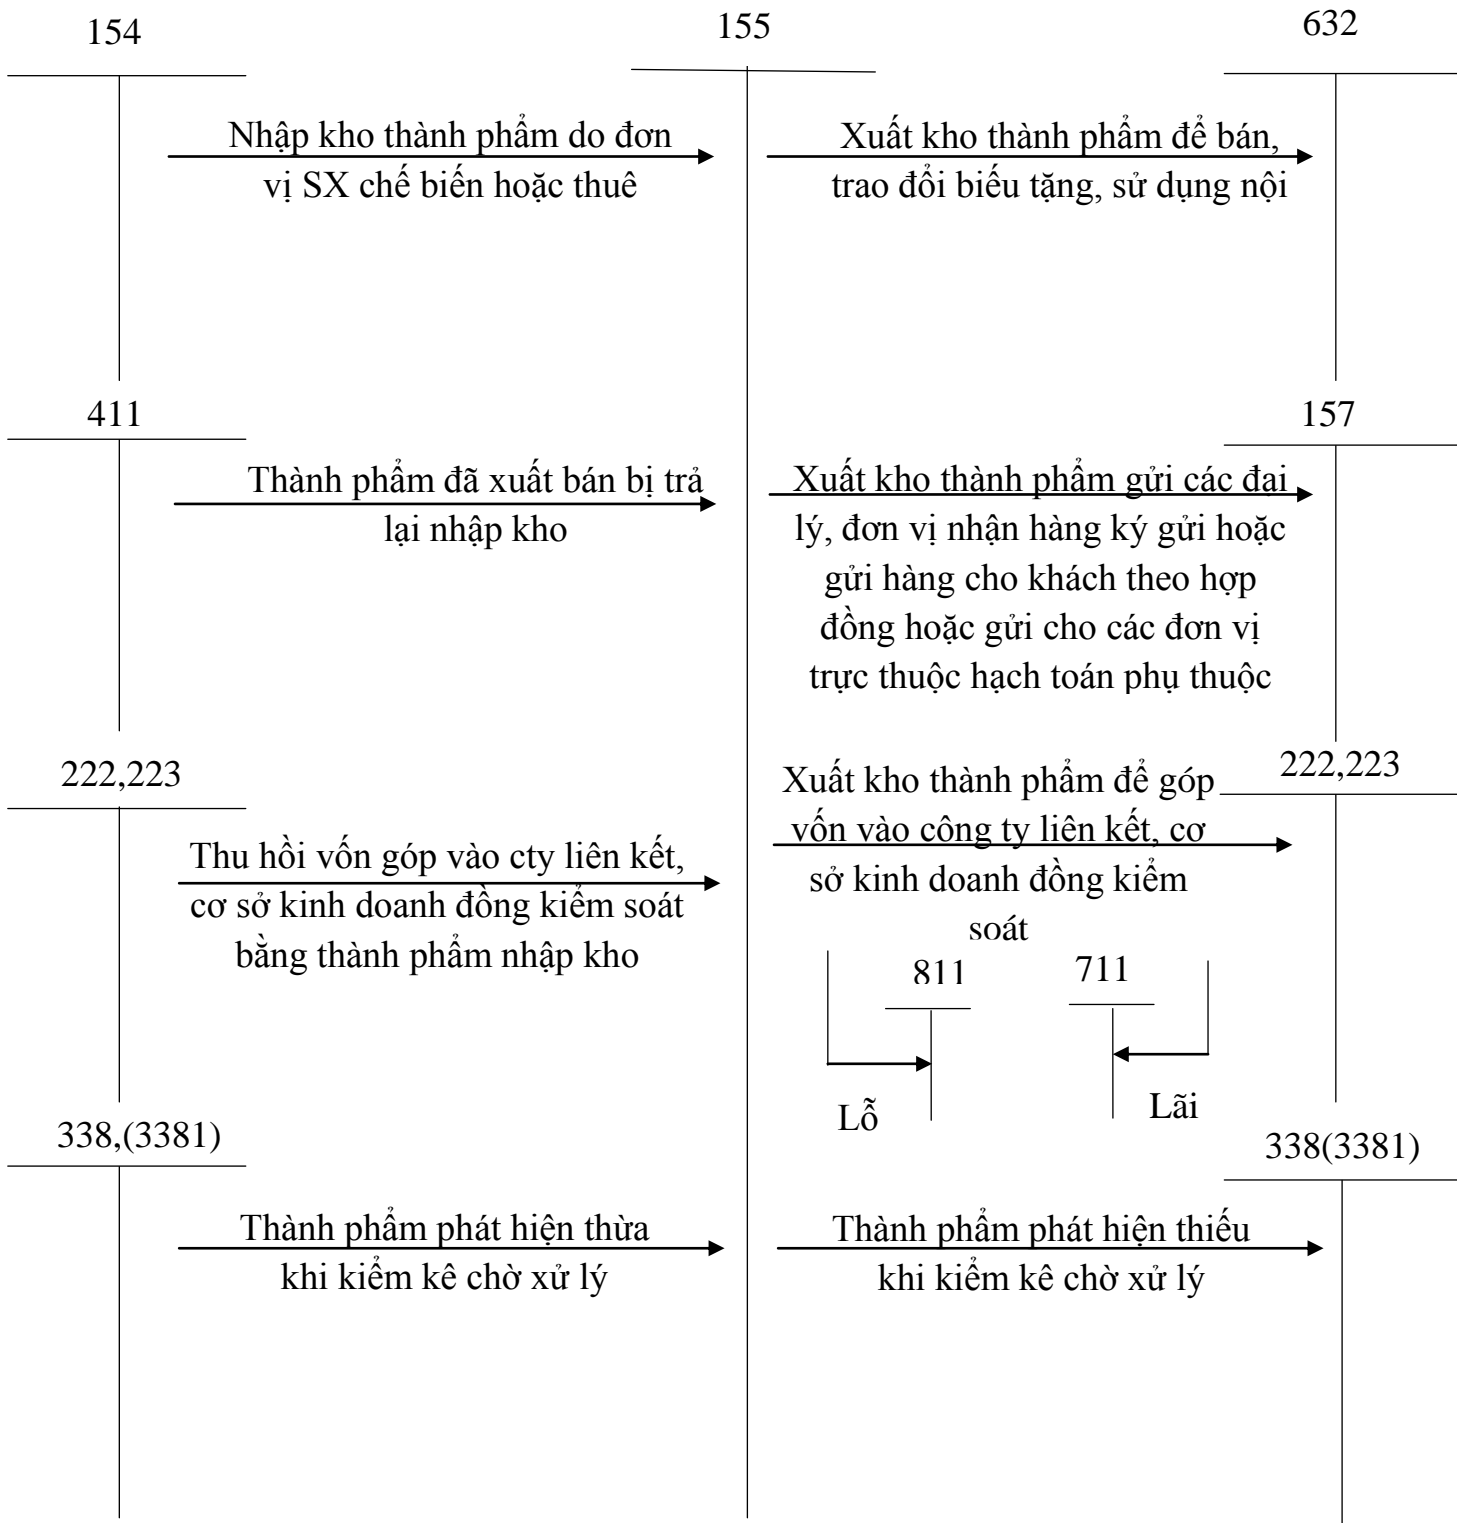 154
155
632
Nhập kho thành phẩm do đơn
vị SX chế biến hoặc thuê
Xuất kho thành phẩm để bán,
trao đổi biếu tặng, sử dụng nội
411
157
Thành phẩm đã xuất bán bị trả
lại nhập kho
Xuất kho thành phẩm gửi các đại
lý, đơn vị nhận hàng ký gửi hoặc
gửi hàng cho khách theo hợp
đồng hoặc gửi cho các đơn vị
trực thuộc hạch toán phụ thuộc
222,223
222,223
Thu hồi vốn góp vào cty liên kết,
cơ sở kinh doanh đồng kiểm soát
bằng thành phẩm nhập kho
Xuất kho thành phẩm để góp
vốn vào công ty liên kết, cơ
sở kinh doanh đồng kiểm
soát
811
711
Lỗ
Lãi
338,(3381)
338(3381)
Thành phẩm phát hiện thừa
khi kiểm kê chờ xử lý
Thành phẩm phát hiện thiếu
khi kiểm kê chờ xử lý